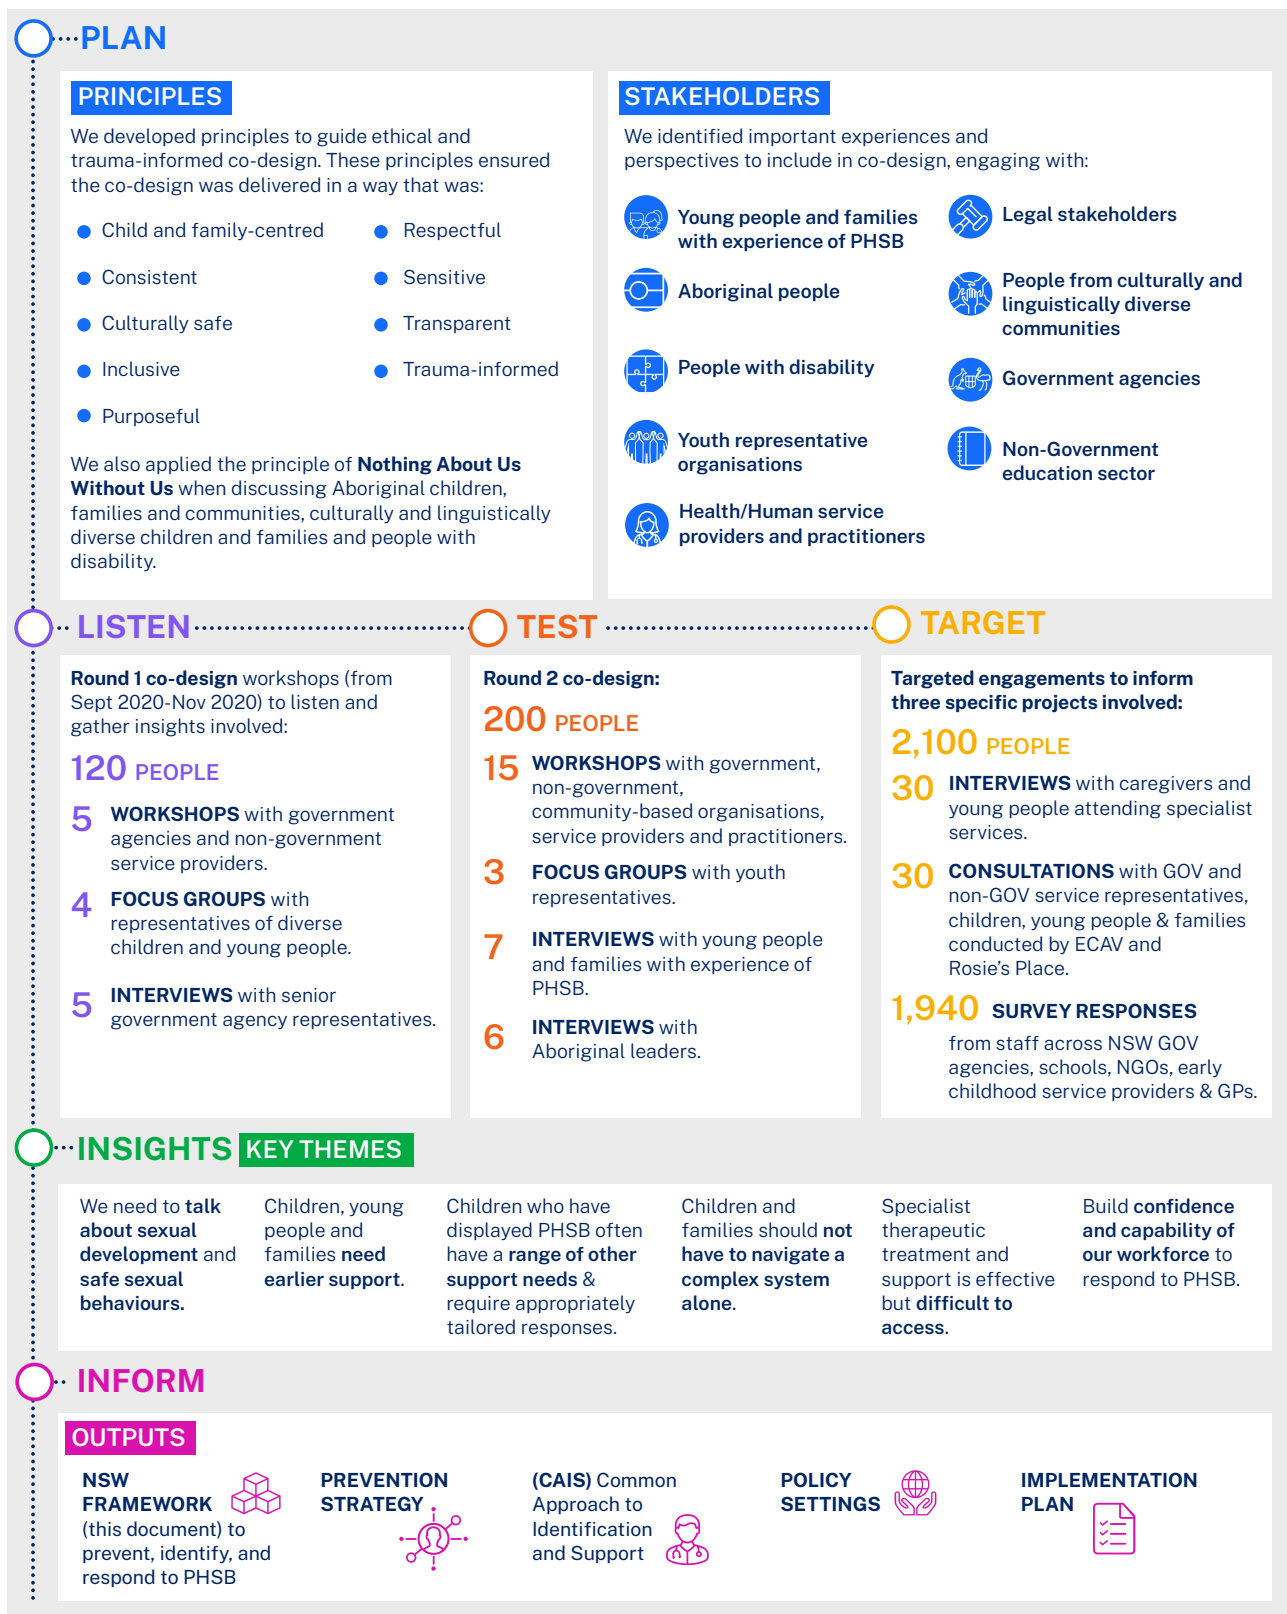 PLAN
PRINCIPLES
We developed principles to guide ethical and
trauma-informed co-design. These principles ensured
the co-design was delivered in a way that was:
Child and family-centred
Consistent
Culturally safe
Inclusive
Purposeful
Respectful
Sensitive
Transparent
Trauma-informed
We also applied the principle of Nothing About Us
Without Us when discussing Aboriginal children,
families and communities, culturally and linguistically
diverse children and families and people with
disability.
STAKEHOLDERS
We identified important experiences and
perspectives to include in co-design, engaging with:
Young people and families
with experience of PHSB
Aboriginal people
People with disability
Youth representative
organisations
Health/Human service
providers and practitioners
Legal stakeholders
People from culturally and
linguistically diverse
communities
Government agencies
Non-Government
education sector
LISTEN
Round 1 co-design workshops (from
Sept 2020-Nov 2020) to listen and
gather insights involved:
120 PEOPLE
5 WORKSHOPS with government
agencies and non-government
service providers.
4 FOCUS GROUPS with
representatives of diverse
children and young people.
5 INTERVIEWS with senior
government agency representatives.
TEST
Round 2 co-design:
200 PEOPLE
15 WORKSHOPS with government,
non-government,
community-based organisations,
service providers and practitioners.
3 FOCUS GROUPS with youth
representatives.
7 INTERVIEWS with young people
and families with experience of
PHSB.
6 INTERVIEWS with
Aboriginal leaders.
TARGET
Targeted engagements to inform
three specific projects involved:
2,100 PEOPLE
30 INTERVIEWS with caregivers and
young people attending specialist
services.
30 CONSULTATIONS with GOV and
non-GOV service representatives,
children, young people & families
conducted by ECAV and
Rosie's Place.
1,940 SURVEY RESPONSES
from staff across NSW GOV
agencies, schools, NGOs, early
childhood service providers & GPs.
INSIGHTS KEY THEMES
We need to talk
about sexual
development and
safe sexual
behaviours.
Children, young
people and
families need
earlier support.
Children who have
displayed PHSB often
have a range of other
support needs &
require appropriately
tailored responses.
Children and
families should not
have to navigate a
complex system
alone.
Specialist
therapeutic
treatment and
support is effective
but difficult to
access.
Build confidence
and capability of
our workforce to
respond to PHSB.
INFORM
OUTPUTS
NSW
FRAMEWORK
(this document) to
prevent, identify, and
respond to PHSB
PREVENTION
STRATEGY
(CAIS) Common
Approach to
Identification
and Support
POLICY
SETTINGS
IMPLEMENTATION
PLAN